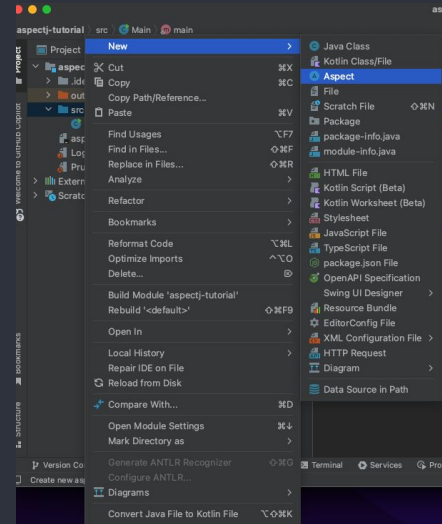 as
aspectj-tutorial src Main main
Project
Project
aspec
.ide
out
src
asp
Log
Pru
Extern
Scratc
Welcome to GitHub Copilot
Bookmarks
Structure
New
Cut ⌘X
Copy ⌘C
Copy Path/Reference...
Paste ⌘V
Find Usages ⌥F7
Find in Files... ⇧⌘F
Replace in Files... ⇧⌘R
Analyze
Refactor
Bookmarks
Reformat Code ⌥⌘L
Optimize Imports ^⌥O
Delete... ⌦
Build Module 'aspectj-tutorial'
Rebuild '<default>' ⇧⌘F9
Open In
Local History
Repair IDE on File
Reload from Disk
Compare With... ⌘D
Open Module Settings ⌘↓
Mark Directory as
Generate ANTLR Recognizer ⇧⌘G
Configure ANTLR...
Diagrams
Convert Java File to Kotlin File ⌥⇧⌘K
Java Class
Kotlin Class/File
Aspect
File
Scratch File ⇧⌘N
Package
package-info.java
module-info.java
HTML File
Kotlin Script (Beta)
Kotlin Worksheet (Beta)
Stylesheet
JavaScript File
TypeScript File
package.json File
OpenAPI Specification
Swing UI Designer
Resource Bundle
EditorConfig File
XML Configuration File
HTTP Request
Diagram
Data Source in Path
Version Co
Terminal Services Pro
Create new as